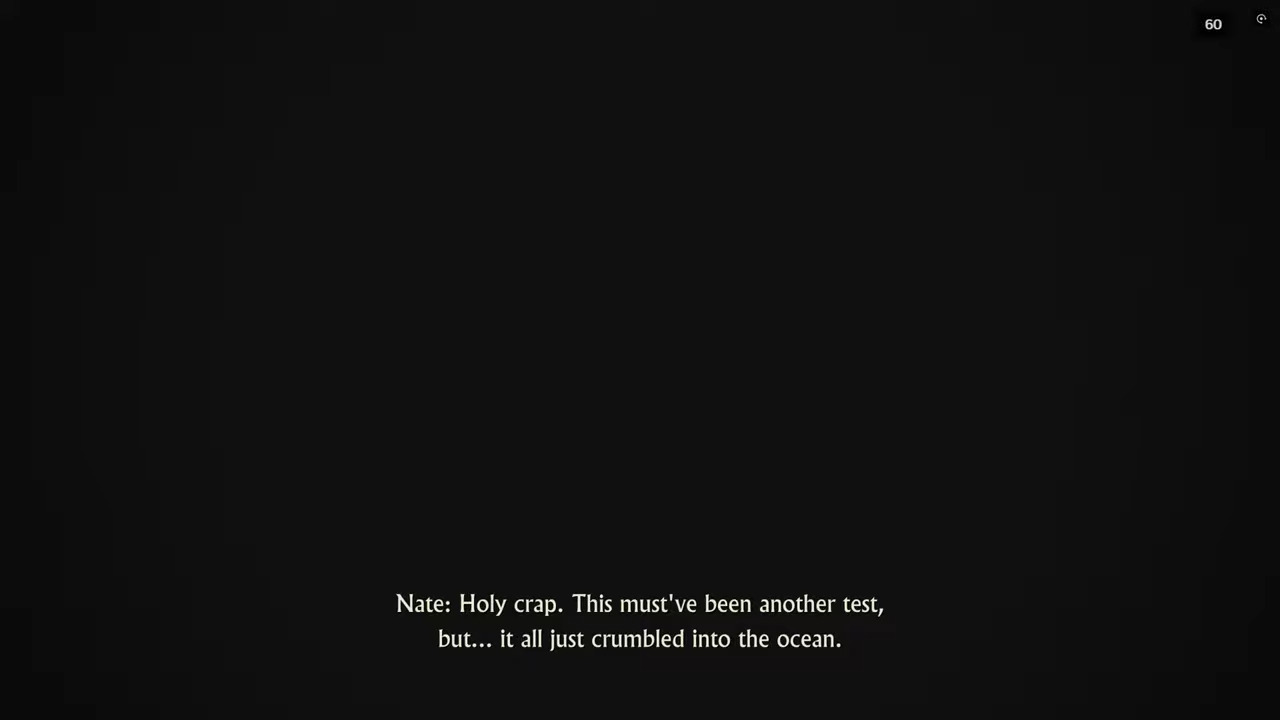 60
Nate: Holy crap. This must've been another test,
but... it all just crumbled into the ocean.